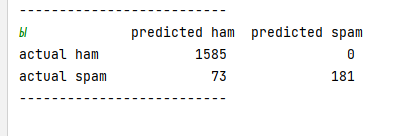 ---------------------------
Ы predicted ham predicted spam
actual ham 1585 0
actual spam 73 181
---------------------------